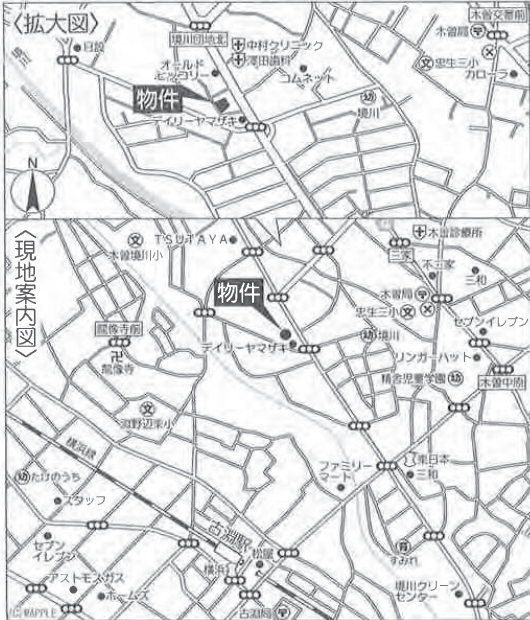 〈拡大図〉
木曽交番前
日設
境川団地北
中村クリニック
木曽局
澤田歯科
オールド
ヒッコリー
コムネット
忠生三小
カローラ
物件
境川
デイリーヤマザキ
N
〈現地案内図〉
TSUTAYA
木曽診療所
木曽境川小
三家
不二家
三和
物件
木曽局
忠生三小
セブンイレブン
龍像寺前
境川
デイリーヤマザキ
リンガーハット
龍像寺
精舎児童学園
木曽中原
淵野辺東小
横浜線
東日本
ファミリー
マート
三和
たけのうち
スタッフ
古淵駅
セブン
イレブン
松屋
すみれ
横浜
アストモスガス
境川クリーン
センター
ホームズ
(C)MAPPLE
古淵局